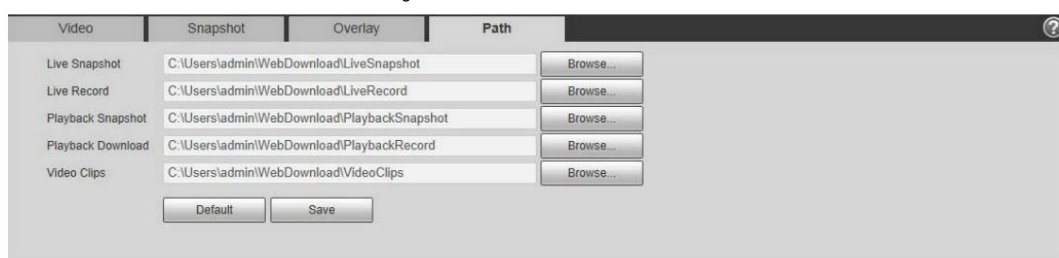 Video Snapshot Overlay Path ?
Live Snapshot C:\Users\admin\WebDownload\LiveSnapshot Browse...
Live Record C:\Users\admin\WebDownload\LiveRecord Browse...
Playback Snapshot C:\Users\admin\WebDownload\PlaybackSnapshot Browse...
Playback Download C:\Users\admin\WebDownload\PlaybackRecord Browse...
Video Clips C:\Users\admin\WebDownload\VideoClips Browse...
Default Save